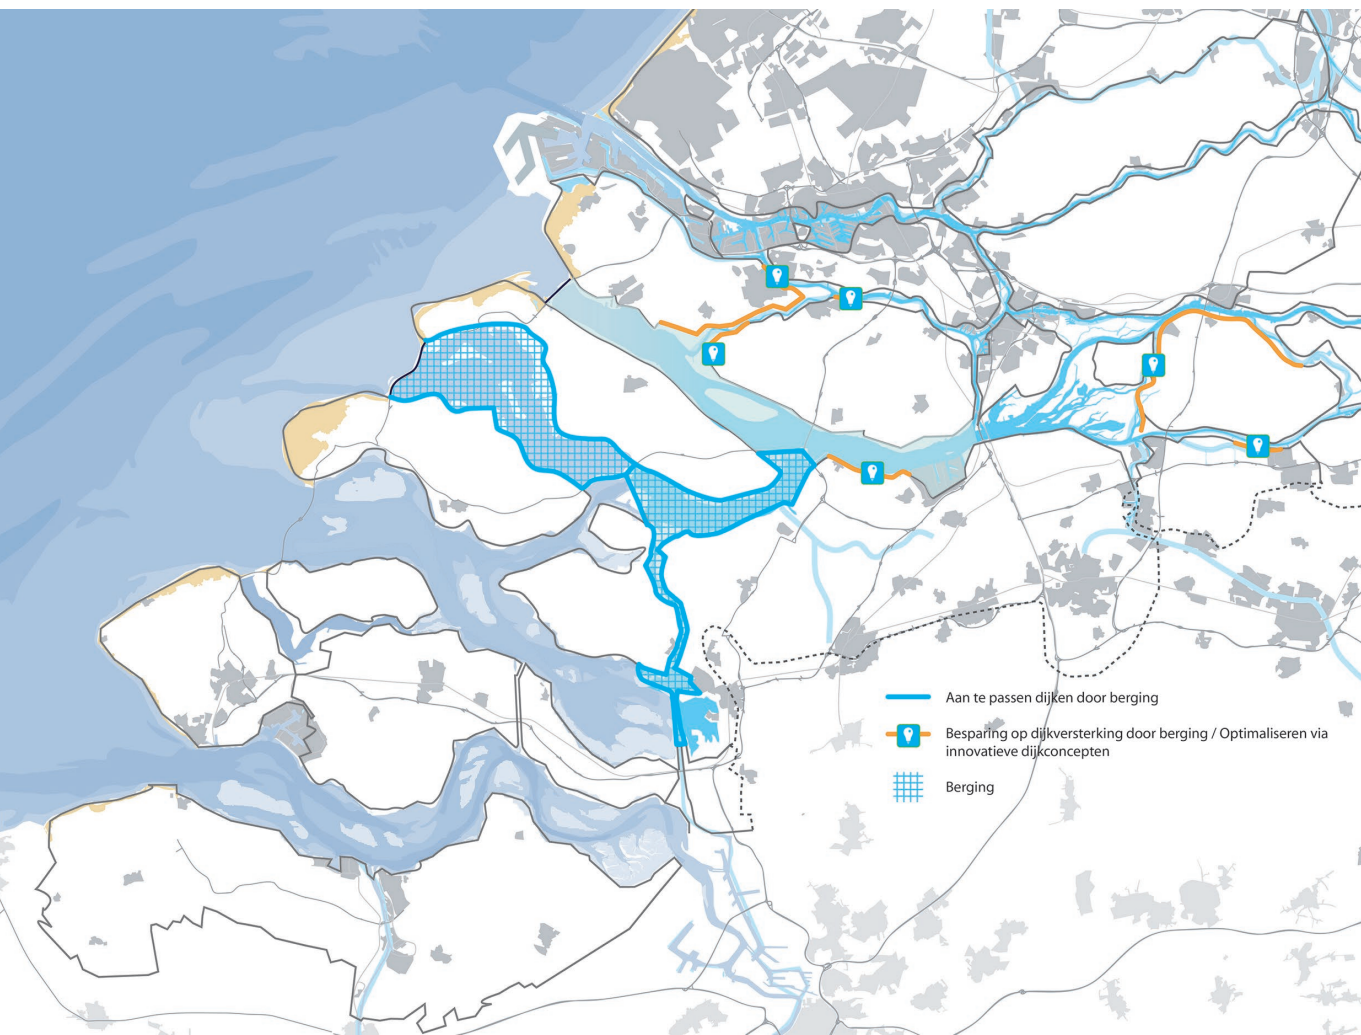 Aan te passen dijken door berging
Besparing op dijkversterking door berging / Optimaliseren via
innovatieve dijkconcepten
Berging